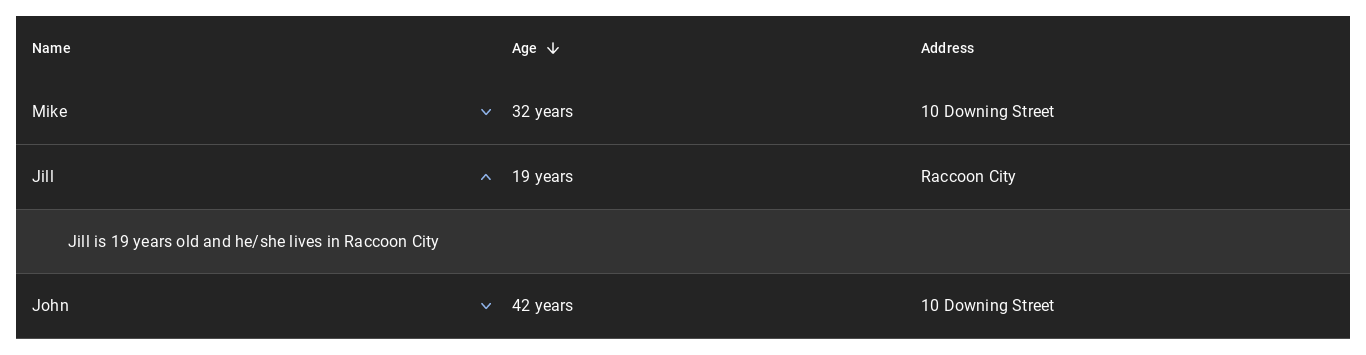 Name Age Address
Mike 32 years 10 Downing Street
Jill 19 years Raccoon City
Jill is 19 years old and he/she lives in Raccoon City
John 42 years 10 Downing Street